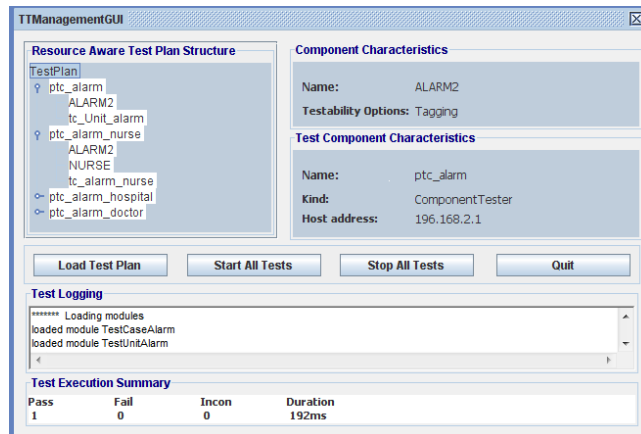 TTManagementGUI
Resource Aware Test Plan Structure
TestPlan
ptc_alarm
ALARM2
tc_Unit_alarm
ptc_alarm_nurse
ALARM2
NURSE
tc_alarm_nurse
ptc_alarm_hospital
ptc_alarm_doctor
Component Characteristics
Name: ALARM2
Testability Options: Tagging
Test Component Characteristics
Name: ptc_alarm
Kind: ComponentTester
Host address: 196.168.2.1
Load Test Plan Start All Tests Stop All Tests Quit
Test Logging
******* Loading modules
loaded module TestCaseAlarm
loaded module TestUnitAlarm
Test Execution Summary
Pass Fail Incon Duration
1 0 0 192ms